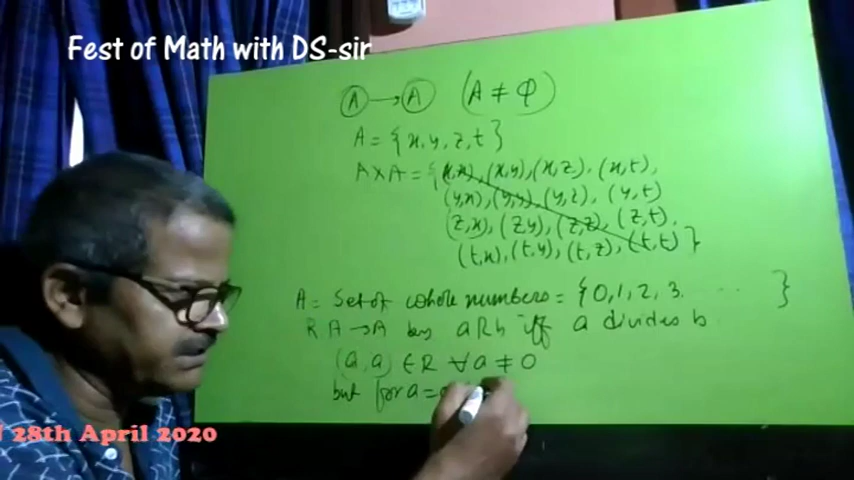 Fest of Math with DS-sir
A → A (A ≠ φ)
A = {x, y, z, t}
A×A = {(x,x), (x,y), (x,z), (x,t),
(y,x), (y,y), (y,z), (y,t)
(z,x), (z,y), (z,z), (z,t),
(t,x), (t,y), (t,z), (t,t)}
A = Set of whole numbers = {0, 1, 2, 3. ..... }
R A → A by aRb iff a divides b
(a, a) ∈ R ∀ a ≠ 0
but for a =
28th April 2020